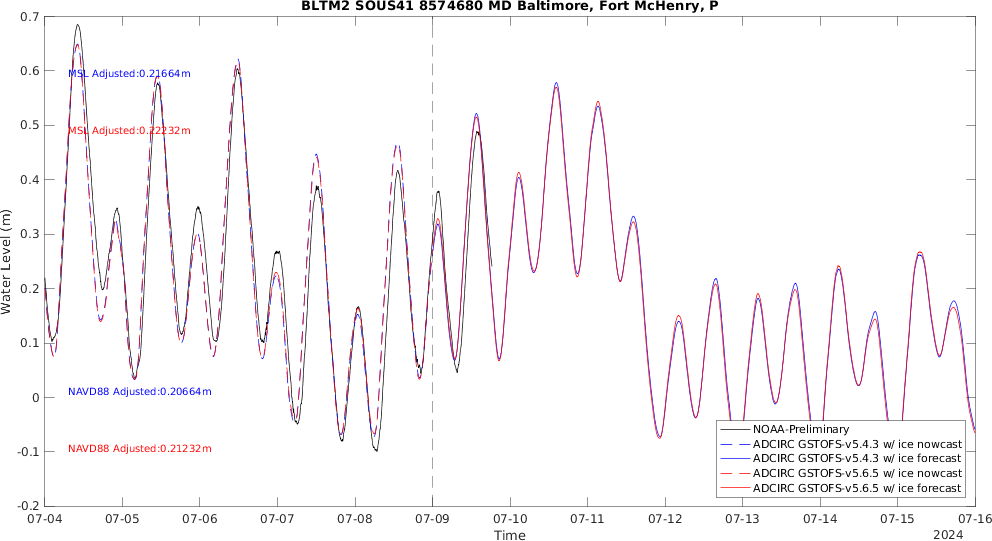 BLTM2 SOUS41 8574680 MD Baltimore, Fort McHenry, P
0.7
0.6
0.5
0.4
0.3
0.2
0.1
0
-0.1
-0.2
Water Level (m)
MSL Adjusted:0.21664m
MSL Adjusted:0.22232m
NAVD88 Adjusted:0.20664m
NAVD88 Adjusted:0.21232m
NOAA-Preliminary
ADCIRC GSTOFS-v5.4.3 w/ ice nowcast
ADCIRC GSTOFS-v5.4.3 w/ ice forecast
ADCIRC GSTOFS-v5.6.5 w/ ice nowcast
ADCIRC GSTOFS-v5.6.5 w/ ice forecast
07-04 07-05 07-06 07-07 07-08 07-09 07-10 07-11 07-12 07-13 07-14 07-15 07-16
Time
2024